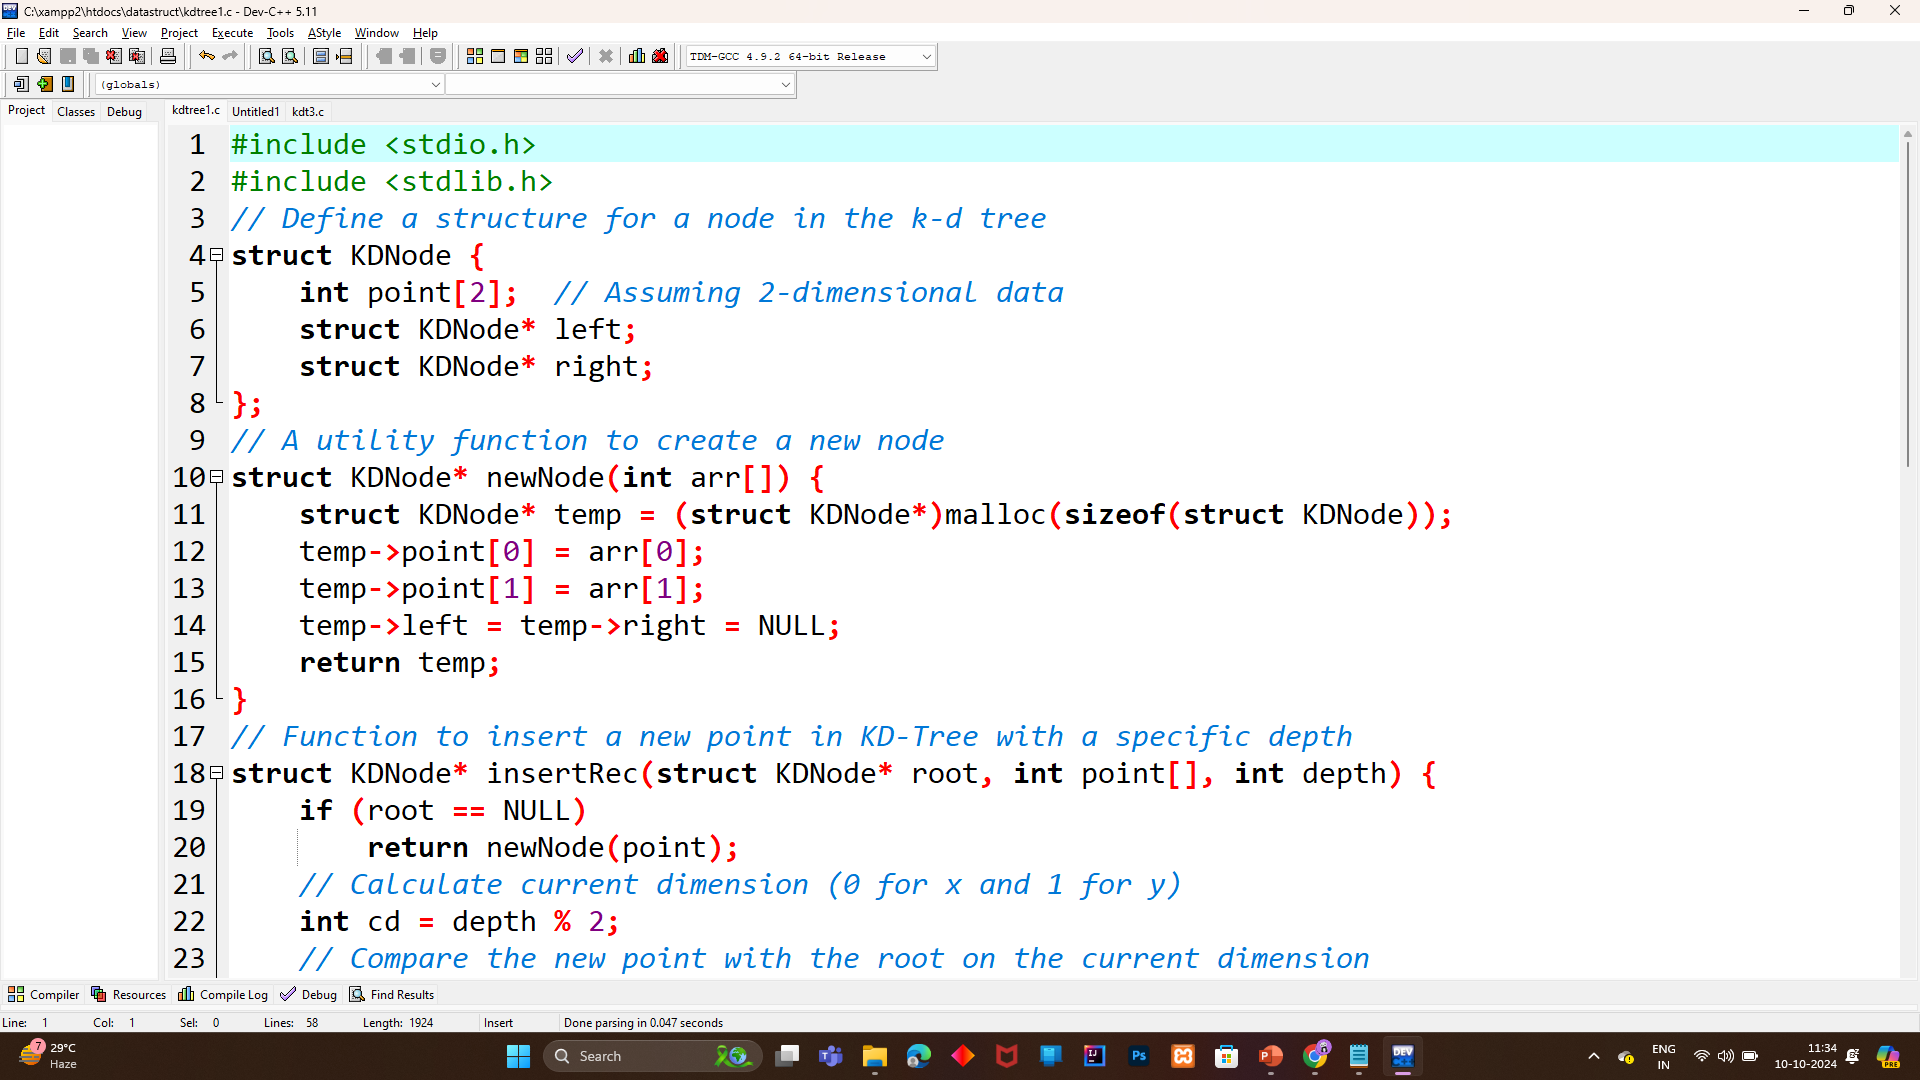 C:\xampp2\htdocs\datastruct\kdtree1.c - Dev-C++ 5.11
File Edit Search View Project Execute Tools AStyle Window Help
TDM-GCC 4.9.2 64-bit Release
(globals)
Project Classes Debug
kdtree1.c Untitled1 kdt3.c
1 #include <stdio.h>
2 #include <stdlib.h>
3 // Define a structure for a node in the k-d tree
4 struct KDNode {
5 int point[2]; // Assuming 2-dimensional data
6 struct KDNode* left;
7 struct KDNode* right;
8 };
9 // A utility function to create a new node
10 struct KDNode* newNode(int arr[]) {
11 struct KDNode* temp = (struct KDNode*)malloc(sizeof(struct KDNode));
12 temp->point[0] = arr[0];
13 temp->point[1] = arr[1];
14 temp->left = temp->right = NULL;
15 return temp;
16 }
17 // Function to insert a new point in KD-Tree with a specific depth
18 struct KDNode* insertRec(struct KDNode* root, int point[], int depth) {
19 if (root == NULL)
20 return newNode(point);
21 // Calculate current dimension (0 for x and 1 for y)
22 int cd = depth % 2;
23 // Compare the new point with the root on the current dimension
Compiler Resources Compile Log Debug Find Results
Line: 1 Col: 1 Sel: 0 Lines: 58 Length: 1924 Insert Done parsing in 0.047 seconds
7 29°C
Haze
Search
DEV
ENG
IN
11:34
10-10-2024